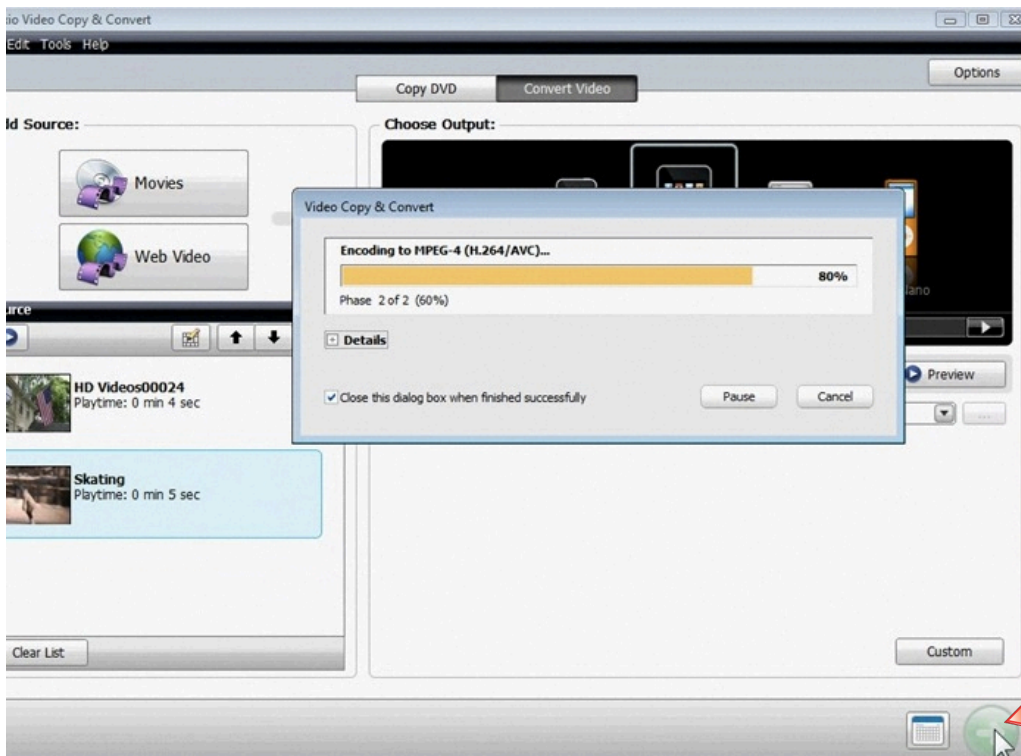 io Video Copy & Convert
Edit Tools Help
Options
Copy DVD Convert Video
ld Source:
Choose Output:
Movies
Web Video
Video Copy & Convert
Encoding to MPEG-4 (H.264/AVC)...
80%
Phase 2 of 2 (60%)
Details
Close this dialog box when finished successfully
Pause
Cancel
lano
urce
Preview
...
HD Videos00024
Playtime: 0 min 4 sec
Skating
Playtime: 0 min 5 sec
Clear List
Custom